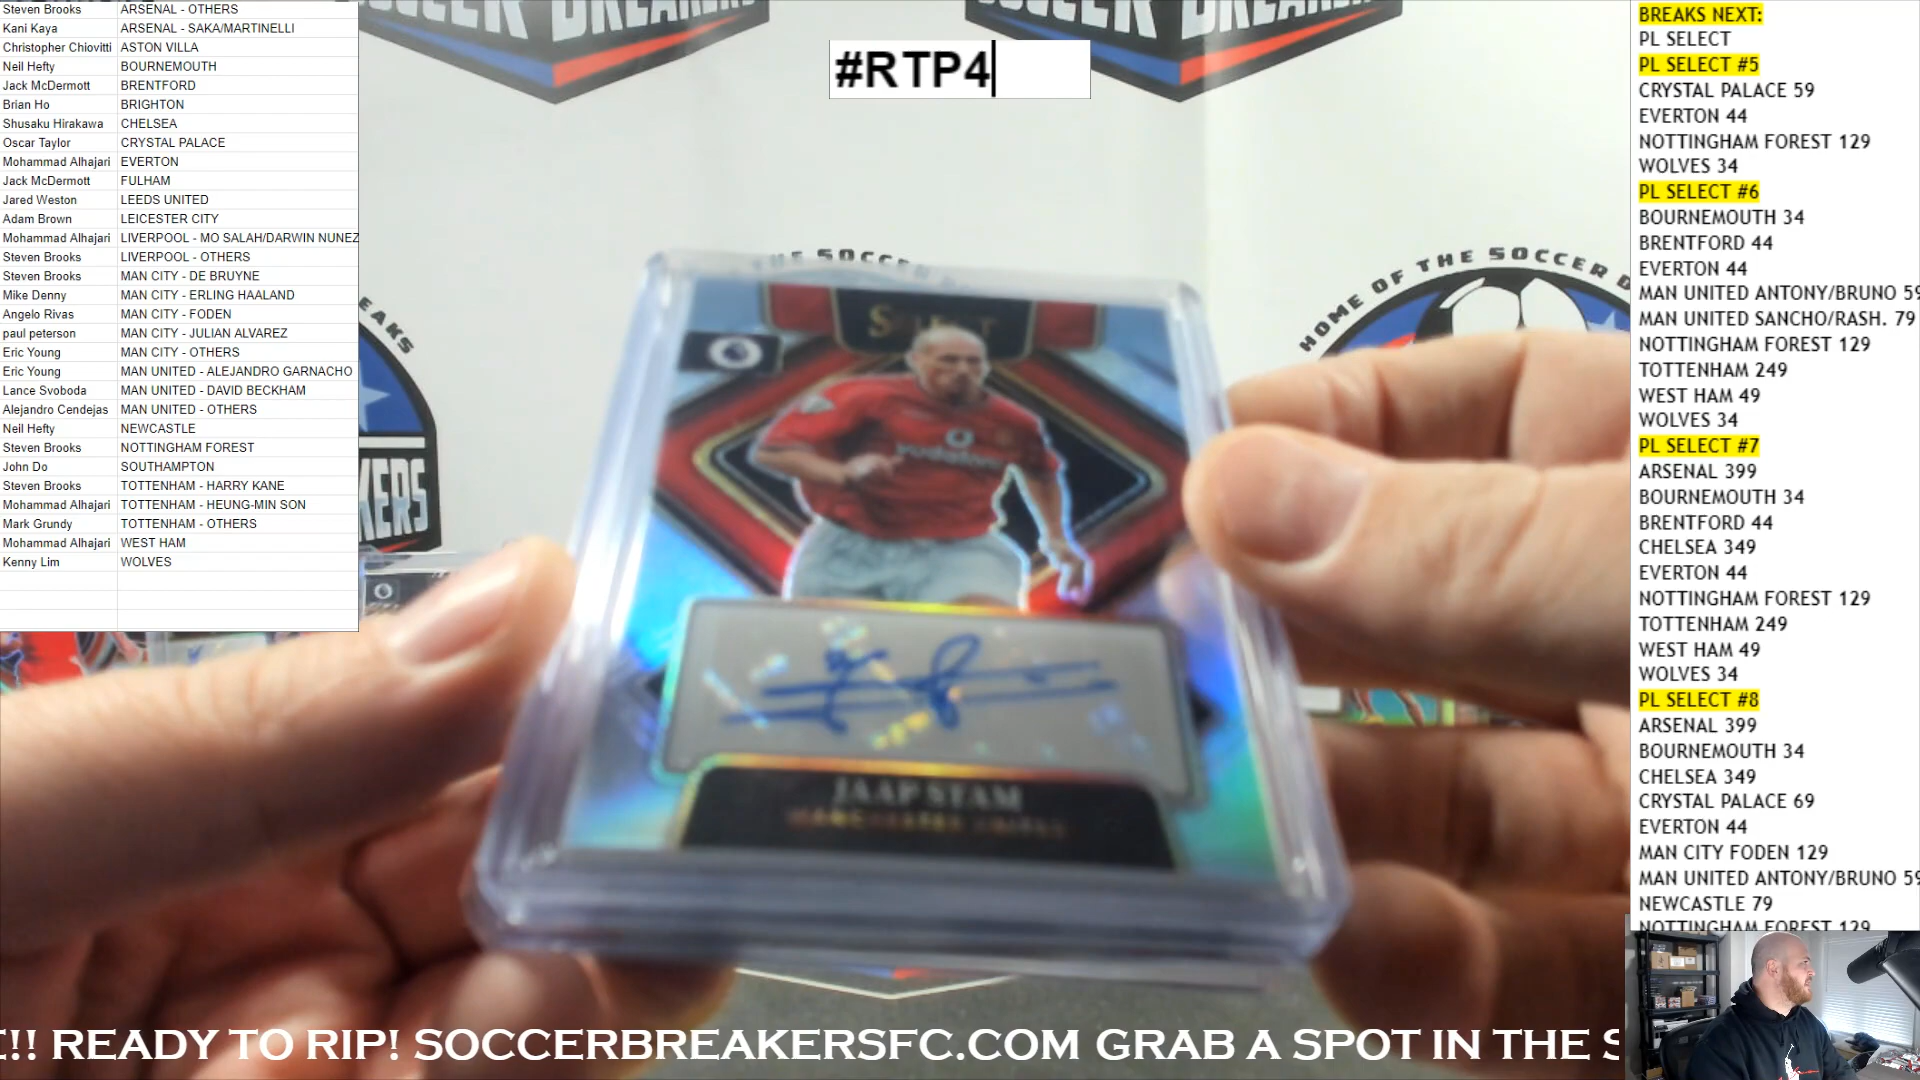 Steven Brooks ARSENAL - OTHERS
Kani Kaya ARSENAL - SAKA/MARTINELLI
Christopher Chiovitti ASTON VILLA
Neil Hefty BOURNEMOUTH
Jack McDermott BRENTFORD
Brian Ho BRIGHTON
Shusaku Hirakawa CHELSEA
Oscar Taylor CRYSTAL PALACE
Mohammad Alhajari EVERTON
Jack McDermott FULHAM
Jared Weston LEEDS UNITED
Adam Brown LEICESTER CITY
Mohammad Alhajari LIVERPOOL - MO SALAH/DARWIN NUNEZ
Steven Brooks LIVERPOOL - OTHERS
Steven Brooks MAN CITY - DE BRUYNE
Mike Denny MAN CITY - ERLING HAALAND
Angelo Rivas MAN CITY - FODEN
paul peterson MAN CITY - JULIAN ALVAREZ
Eric Young MAN CITY - OTHERS
Eric Young MAN UNITED - ALEJANDRO GARNACHO
Lance Svoboda MAN UNITED - DAVID BECKHAM
Alejandro Cendejas MAN UNITED - OTHERS
Neil Hefty NEWCASTLE
Steven Brooks NOTTINGHAM FOREST
John Do SOUTHAMPTON
Steven Brooks TOTTENHAM - HARRY KANE
Mohammad Alhajari TOTTENHAM - HEUNG-MIN SON
Mark Grundy TOTTENHAM - OTHERS
Mohammad Alhajari WEST HAM
Kenny Lim WOLVES
SOCCER BREAKERS
#RTP4
THE SOCCER
HOME OF THE SOCCER
EAKS
KERS
SELECT
vodafone
JAAP STAM
MANCHESTER UNITED
BREAKS NEXT:
PL SELECT
PL SELECT #5
CRYSTAL PALACE 59
EVERTON 44
NOTTINGHAM FOREST 129
WOLVES 34
PL SELECT #6
BOURNEMOUTH 34
BRENTFORD 44
EVERTON 44
MAN UNITED ANTONY/BRUNO 59
MAN UNITED SANCHO/RASH. 79
NOTTINGHAM FOREST 129
TOTTENHAM 249
WEST HAM 49
WOLVES 34
PL SELECT #7
ARSENAL 399
BOURNEMOUTH 34
BRENTFORD 44
CHELSEA 349
EVERTON 44
NOTTINGHAM FOREST 129
TOTTENHAM 249
WEST HAM 49
WOLVES 34
PL SELECT #8
ARSENAL 399
BOURNEMOUTH 34
CHELSEA 349
CRYSTAL PALACE 69
EVERTON 44
MAN CITY FODEN 129
MAN UNITED ANTONY/BRUNO 59
NEWCASTLE 79
NOTTINGHAM FOREST 129
E!! READY TO RIP! SOCCERBREAKERSFC.COM GRAB A SPOT IN THE S